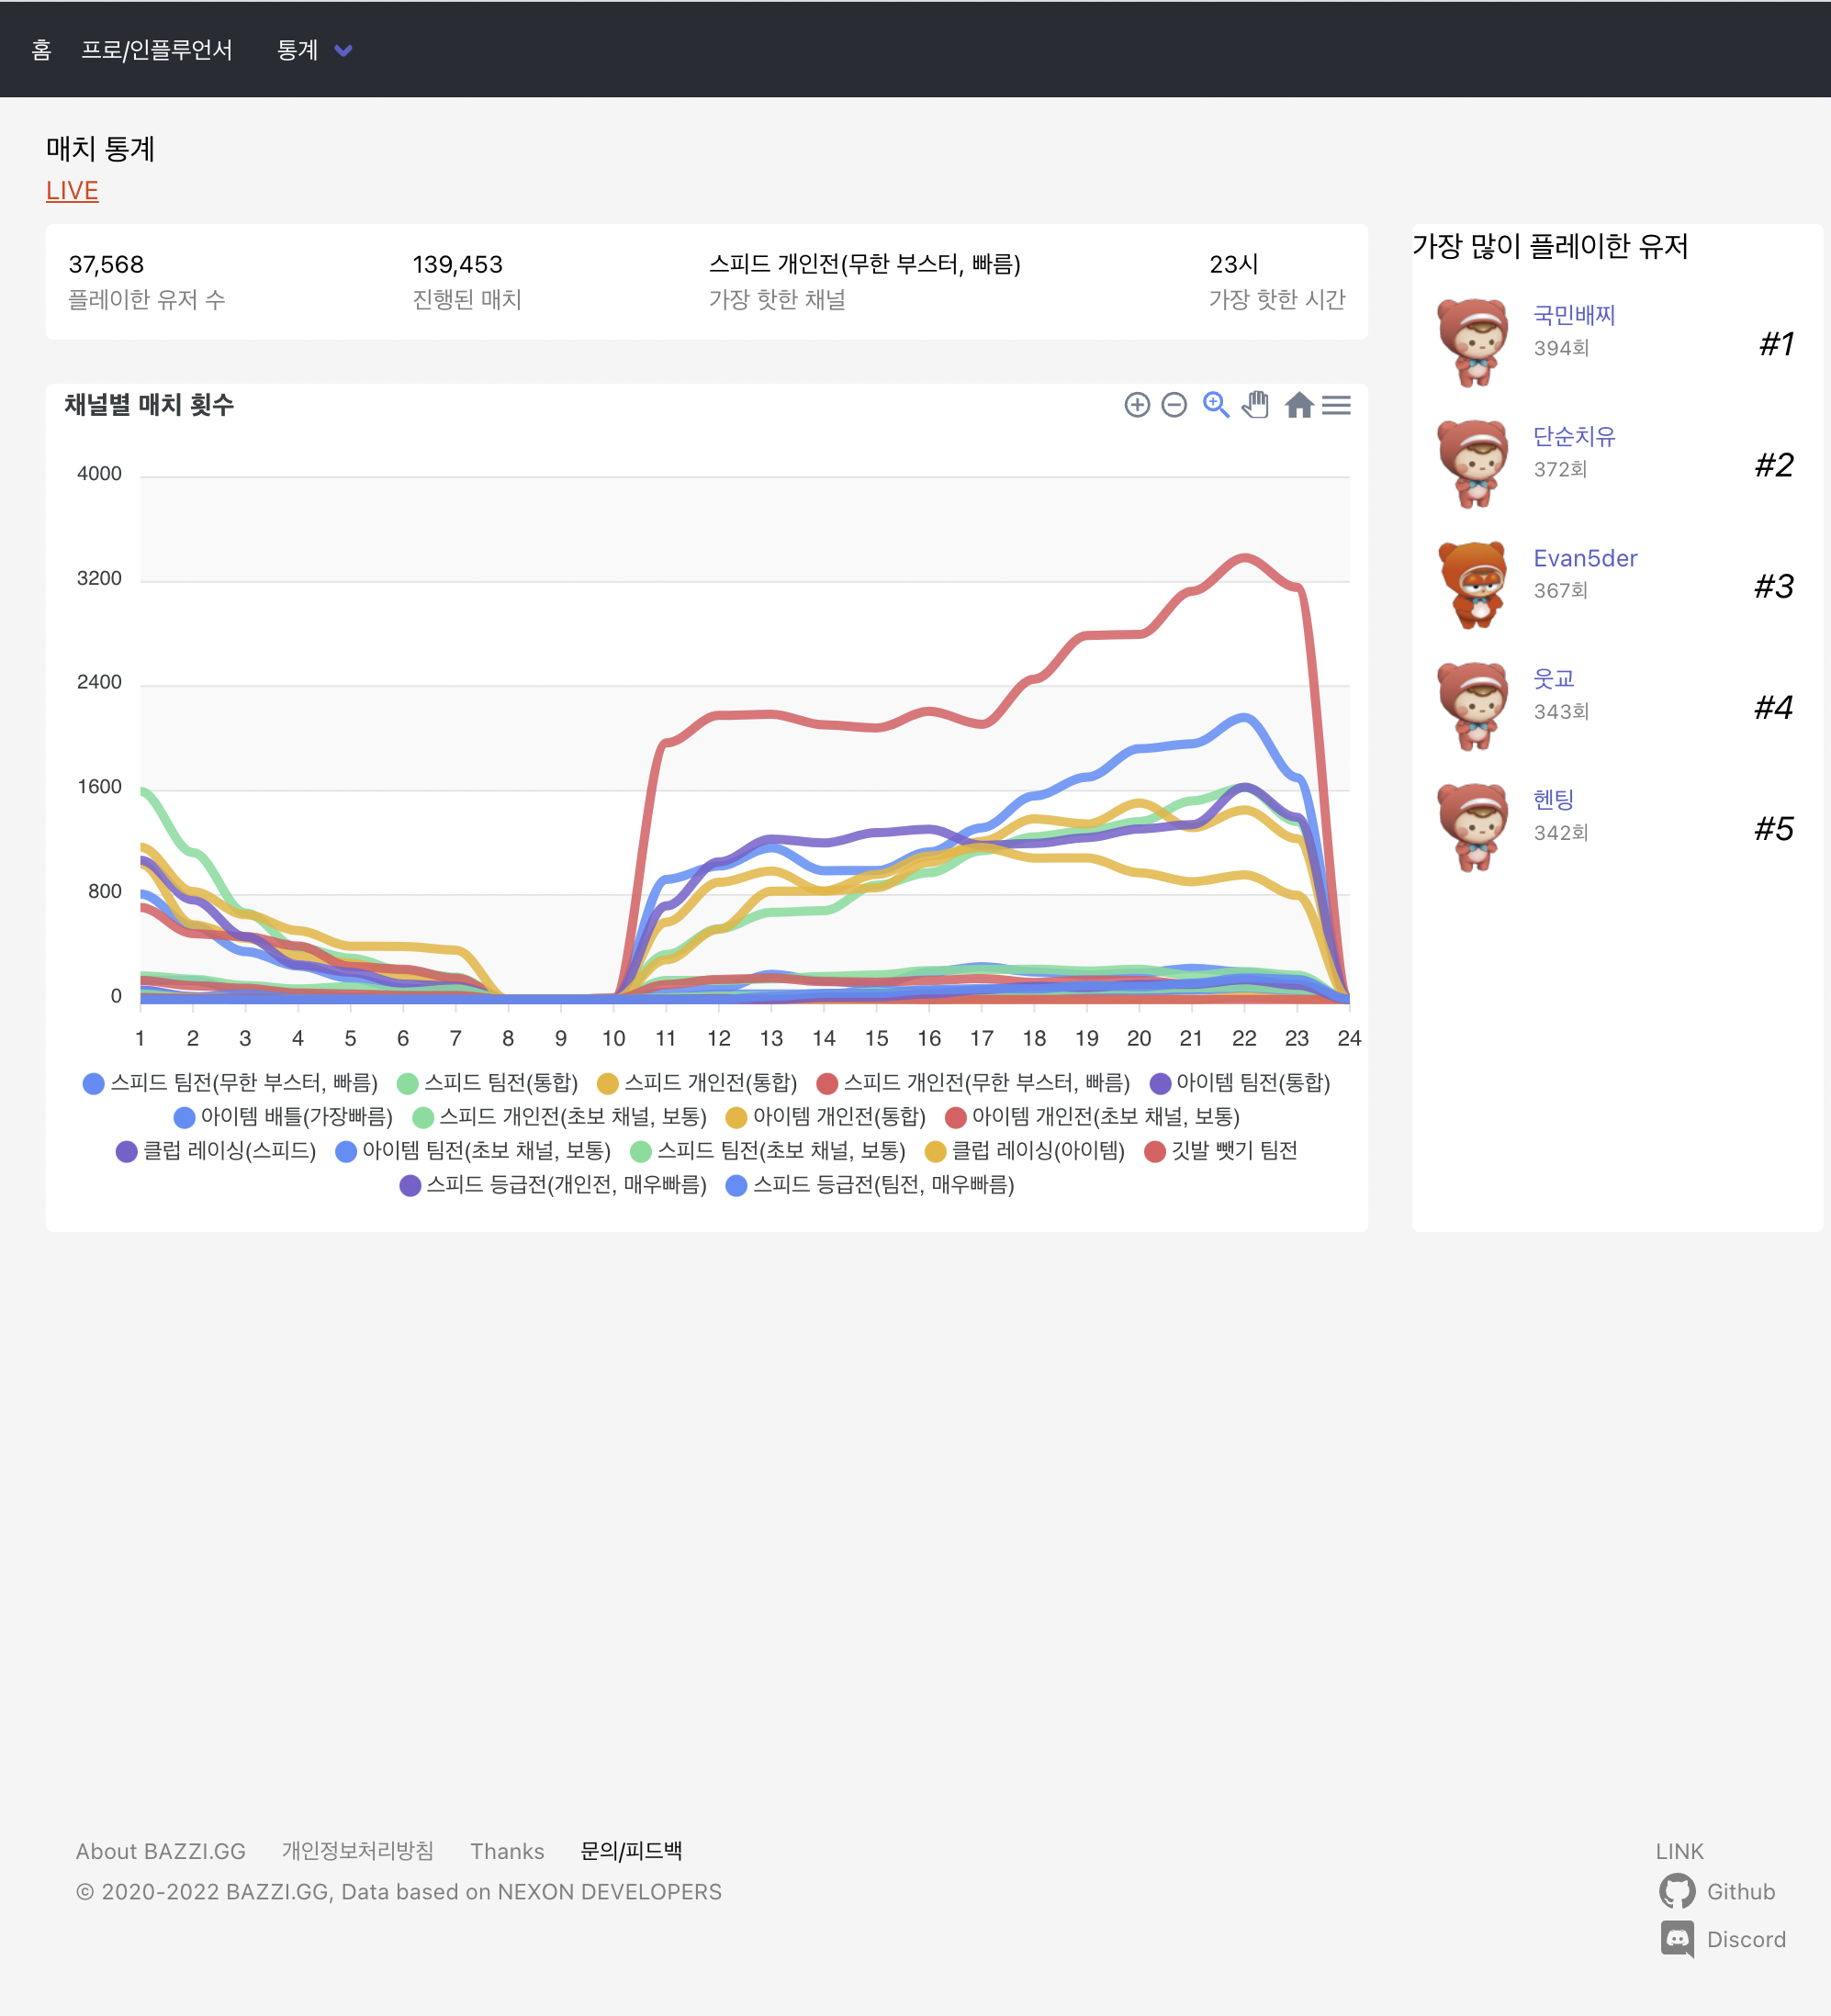 홈 프로/인플루언서 통계
매치 통계
LIVE
37,568 139,453 스피드 개인전(무한 부스터, 빠름) 23시
플레이한 유저 수 진행된 매치 가장 핫한 채널 가장 핫한 시간
채널별 매치 횟수
4000
3200
2400
1600
800
0
1 2 3 4 5 6 7 8 9 10 11 12 13 14 15 16 17 18 19 20 21 22 23 24
스피드 팀전(무한 부스터, 빠름) 스피드 팀전(통합) 스피드 개인전(통합) 스피드 개인전(무한 부스터, 빠름) 아이템 팀전(통합)
아이템 배틀(가장빠름) 스피드 개인전(초보 채널, 보통) 아이템 개인전(통합) 아이템 개인전(초보 채널, 보통)
클럽 레이싱(스피드) 아이템 팀전(초보 채널, 보통) 스피드 팀전(초보 채널, 보통) 클럽 레이싱(아이템) 깃발 뺏기 팀전
스피드 등급전(개인전, 매우빠름) 스피드 등급전(팀전, 매우빠름)
가장 많이 플레이한 유저
국민배찌
394회
#1
단순치유
372회
#2
Evan5der
367회
#3
웃교
343회
#4
헨팅
342회
#5
About BAZZI.GG 개인정보처리방침 Thanks 문의/피드백
© 2020-2022 BAZZI.GG, Data based on NEXON DEVELOPERS
LINK
Github
Discord